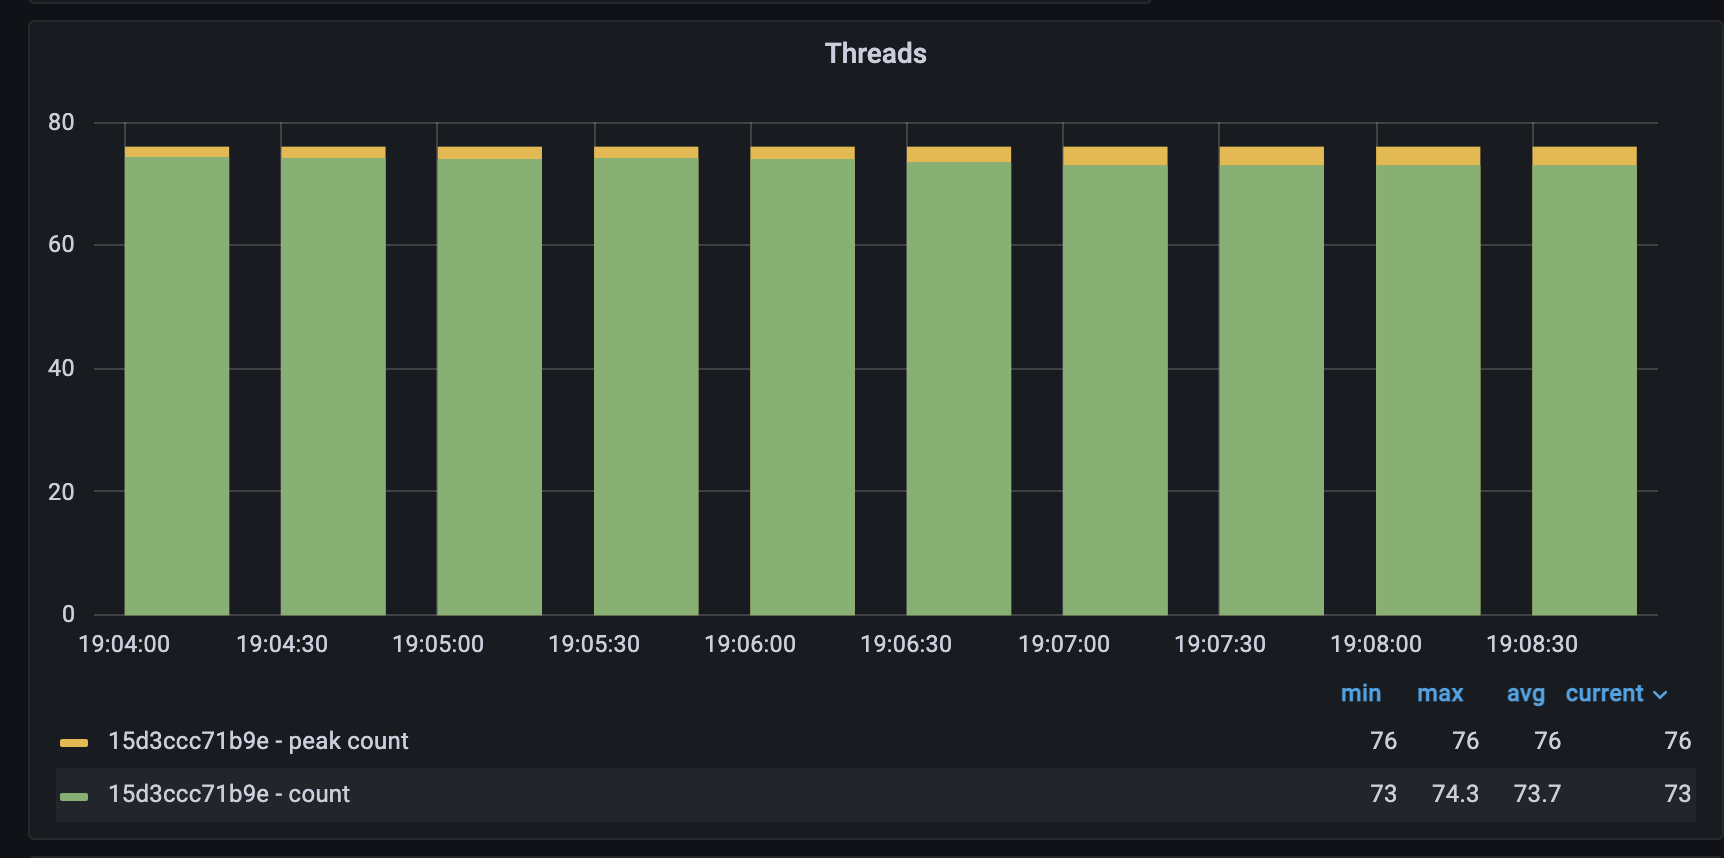 Threads
80
60
40
20
0
19:04:00 19:04:30 19:05:00 19:05:30 19:06:00 19:06:30 19:07:00 19:07:30 19:08:00 19:08:30
min max avg current
15d3ccc71b9e - peak count 76 76 76 76
15d3ccc71b9e - count 73 74.3 73.7 73